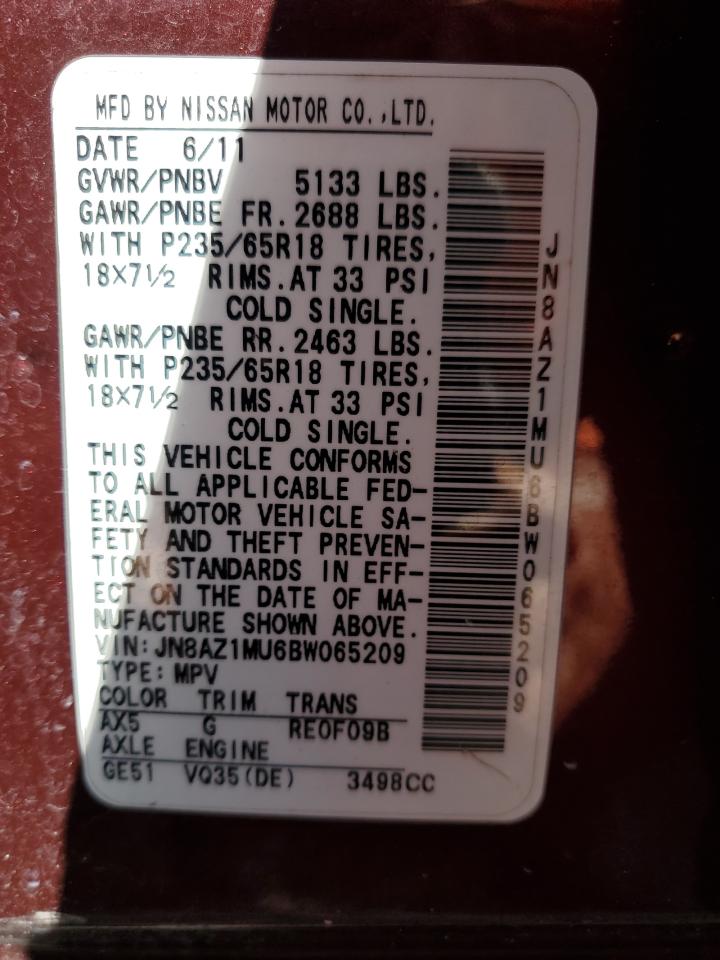 MFD BY NISSAN MOTOR CO.,LTD.
DATE 6/11
GVWR/PNBV 5133 LBS.
GAWR/PNBE FR.2688 LBS.
WITH P235/65R18 TIRES,
18X7½ RIMS.AT 33 PSI
COLD SINGLE.
GAWR/PNBE RR.2463 LBS.
WITH P235/65R18 TIRES,
18X7½ RIMS.AT 33 PSI
COLD SINGLE.
THIS VEHICLE CONFORMS
TO ALL APPLICABLE FED-
ERAL MOTOR VEHICLE SA-
FETY AND THEFT PREVEN-
TION STANDARDS IN EFF-
ECT ON THE DATE OF MA-
NUFACTURE SHOWN ABOVE.
VIN:JN8AZ1MU6BW065209
TYPE:MPV
COLOR TRIM TRANS
AX5 G RE0F09B
AXLE ENGINE
GE51 VQ35(DE) 3498CC
JN8AZ1MU6BW065209